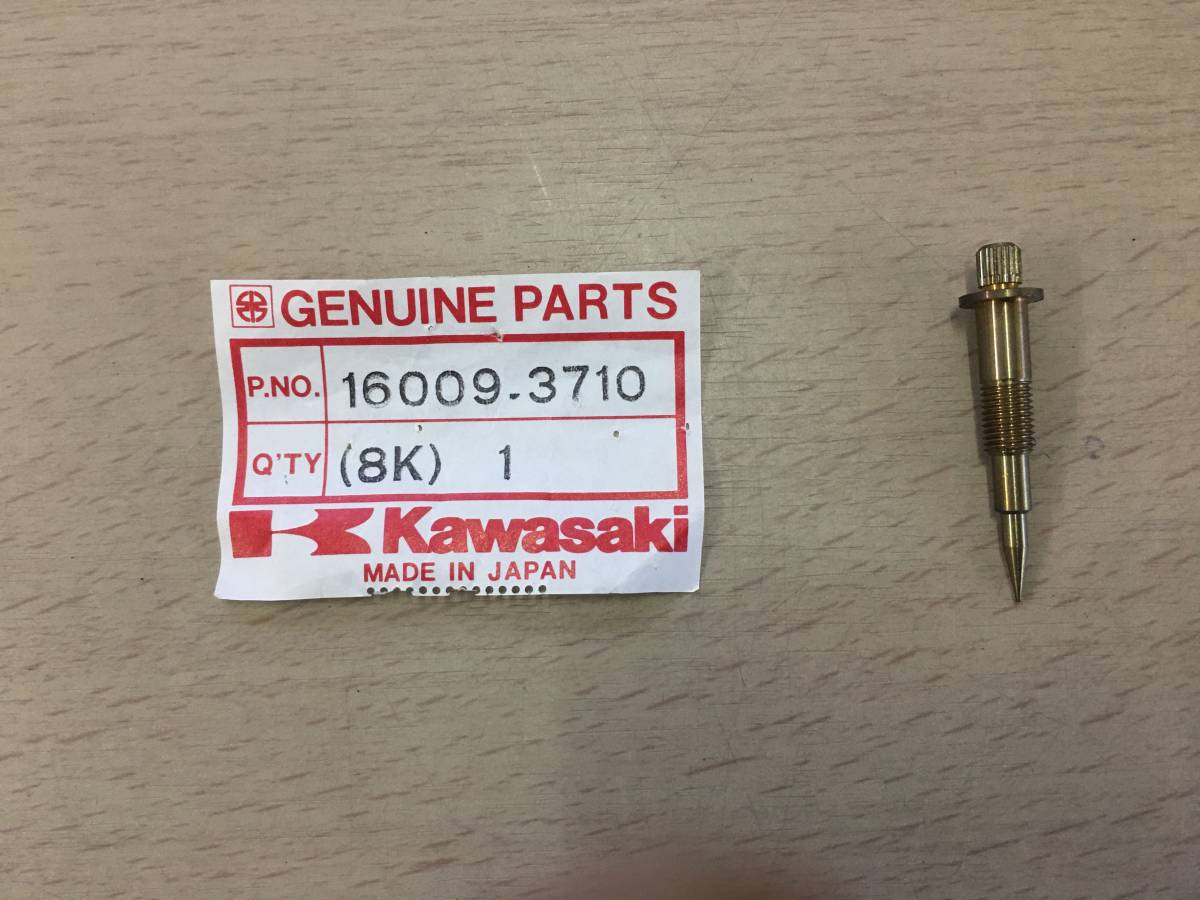 GENUINE PARTS
P.NO. 16009-3710
Q'TY (8K) 1
Kawasaki
MADE IN JAPAN